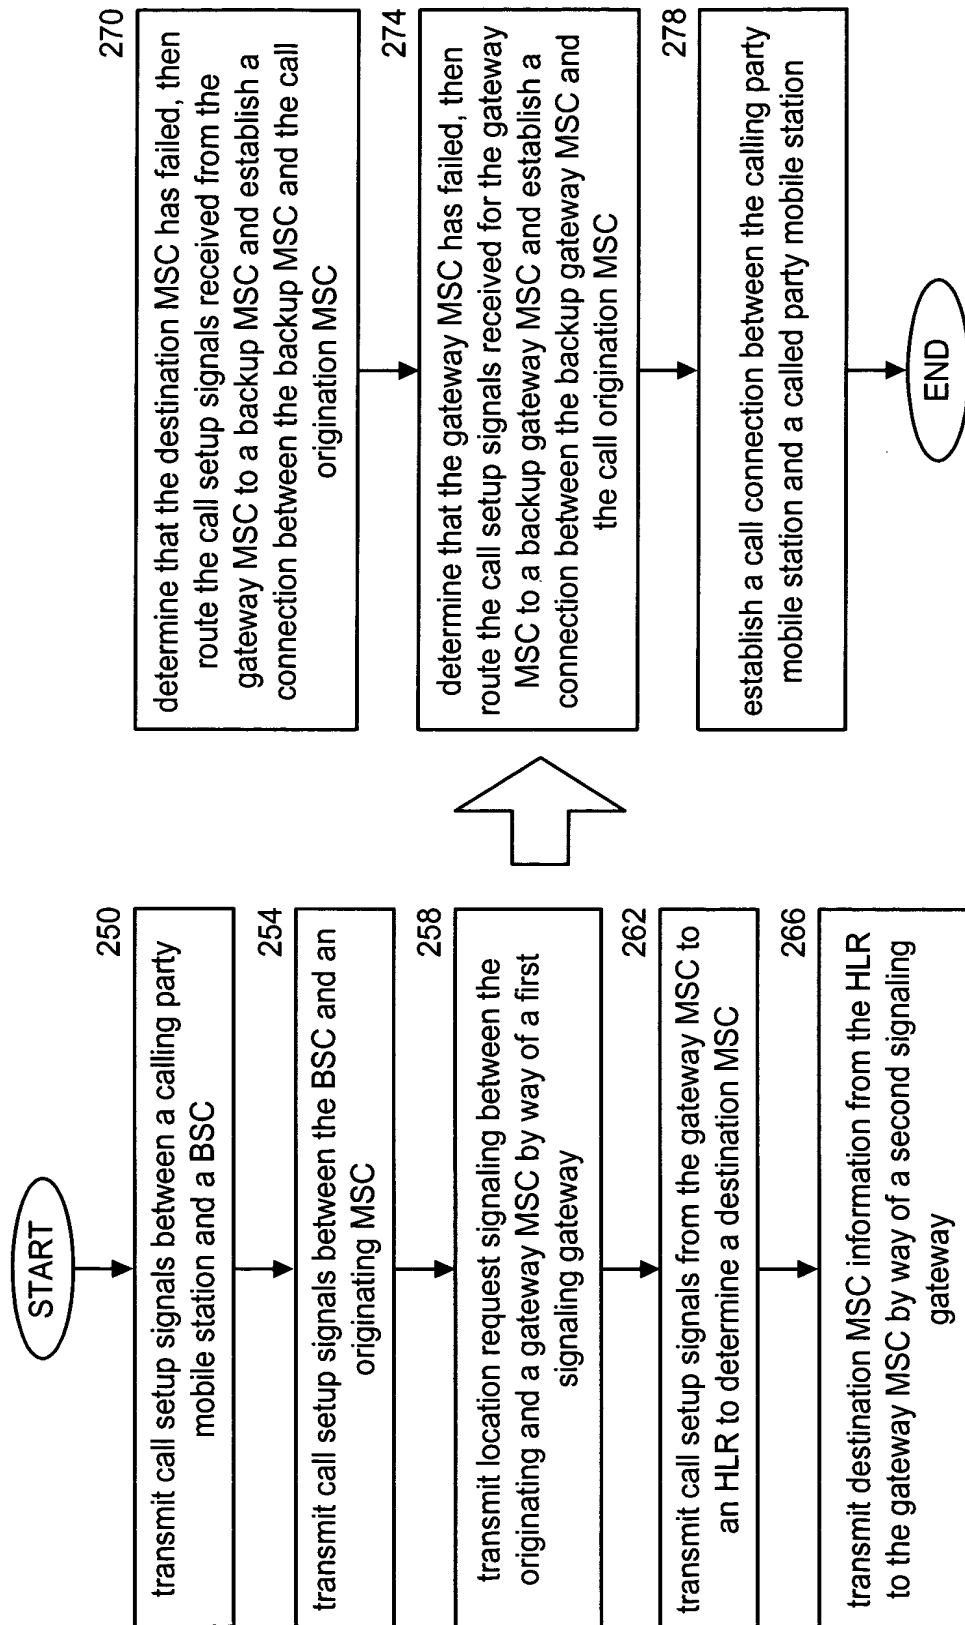 START
250
transmit call setup signals between a calling party
mobile station and a BSC
254
transmit call setup signals between the BSC and an
originating MSC
258
transmit location request signaling between the
originating and a gateway MSC by way of a first
signaling gateway
262
transmit call setup signals from the gateway MSC to
an HLR to determine a destination MSC
266
transmit destination MSC information from the HLR
to the gateway MSC by way of a second signaling
gateway
270
determine that the destination MSC has failed, then
route the call setup signals received from the
gateway MSC to a backup MSC and establish a
connection between the backup MSC and the call
origination MSC
274
determine that the gateway MSC has failed, then
route the call setup signals received for the gateway
MSC to a backup gateway MSC and establish a
connection between the backup gateway MSC and
the call origination MSC
278
establish a call connection between the calling party
mobile station and a called party mobile station
END